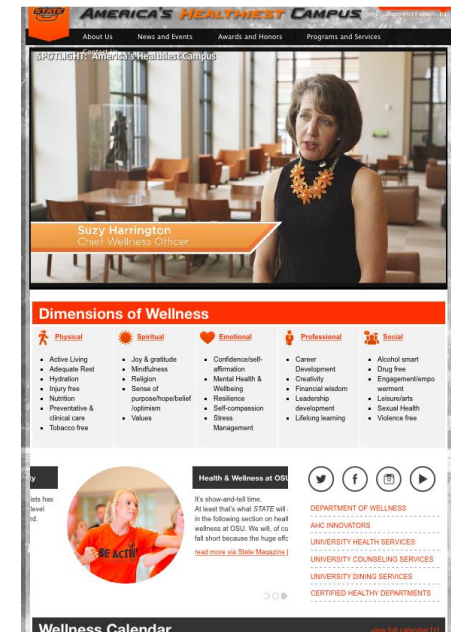 STATE
AMERICA'S HEALTHIEST CAMPUS
About Us
News and Events
Awards and Honors
Programs and Services
SPOTLIGHT: America's Healthiest Campus
Suzy Harrington
Chief Wellness Officer
Dimensions of Wellness
Physical
Active Living
Adequate Rest
Hydration
Injury free
Nutrition
Preventative &
clinical care
Tobacco free
Spiritual
Joy & gratitude
Mindfulness
Religion
Sense of
purpose/hope/belief
/optimism
Values
Emotional
Confidence/self-
affirmation
Mental Health &
Wellbeing
Resilience
Self-compassion
Stress
Management
Professional
Career
Development
Creativity
Financial wisdom
Leadership
development
Lifelong learning
Social
Alcohol smart
Drug free
Engagement/empo
werment
Leisure/arts
Sexual Health
Violence free
ty
ists has
level
rd.
BE ACTIV
Health & Wellness at OSU
It's show-and-tell time.
At least that's what STATE will
in the following section on heal
wellness at OSU. We will, of co
fall short because the huge effo
read more via State Magazine
DEPARTMENT OF WELLNESS
AHC INNOVATORS
UNIVERSITY HEALTH SERVICES
UNIVERSITY COUNSELING SERVICES
UNIVERSITY DINING SERVICES
CERTIFIED HEALTHY DEPARTMENTS
Wellness Calendar
view full calendar [+]